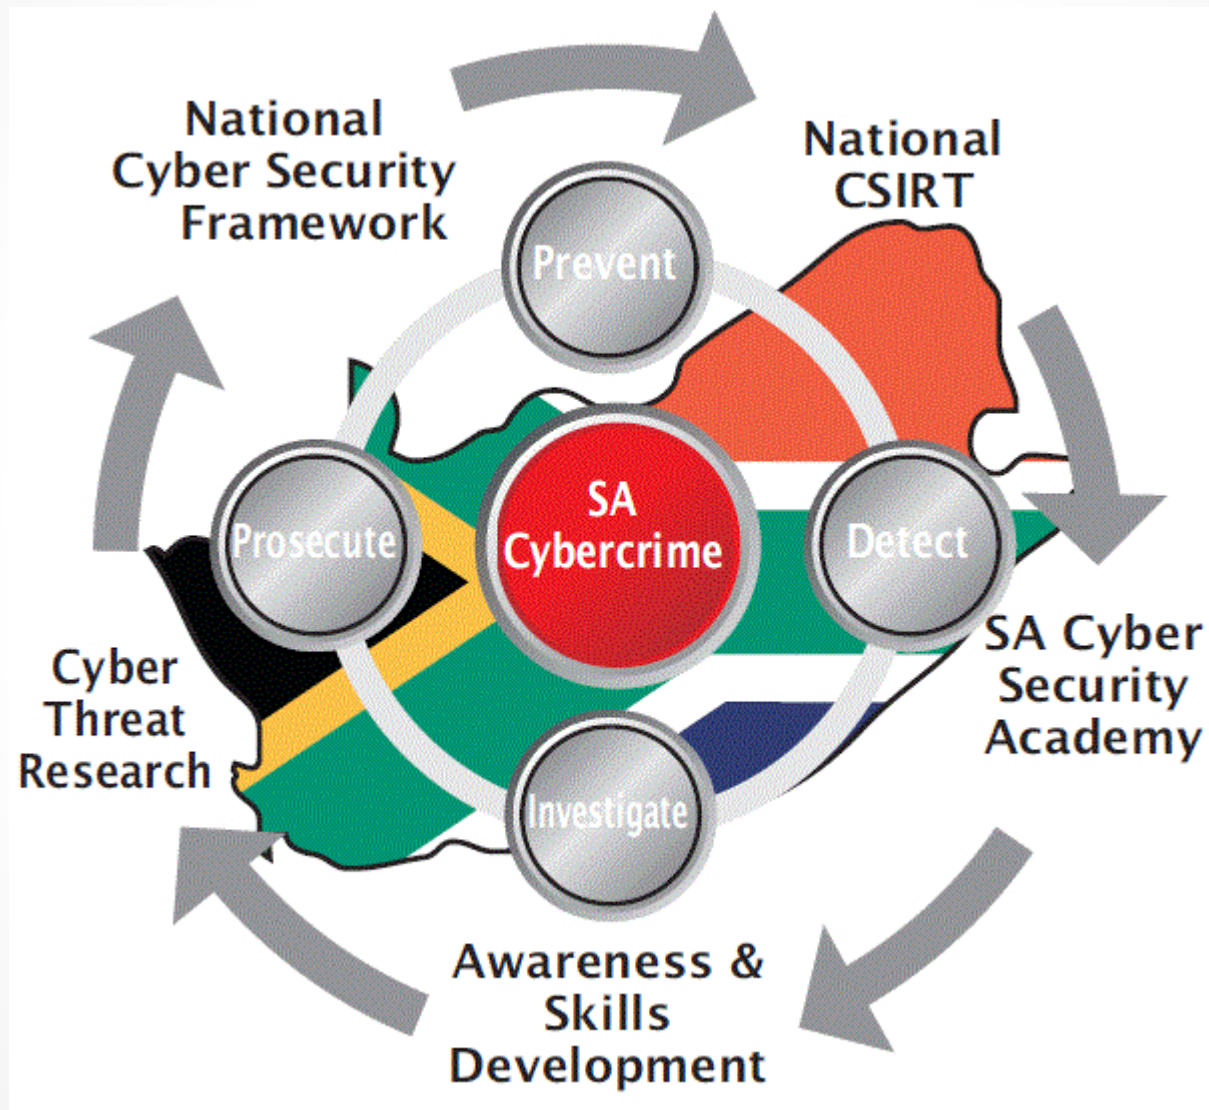 National
Cyber Security
Framework
National
CSIRT
Prevent
SA
Cybercrime
Prosecute
Detect
SA Cyber
Security
Academy
Cyber
Threat
Research
Investigate
Awareness &
Skills
Development